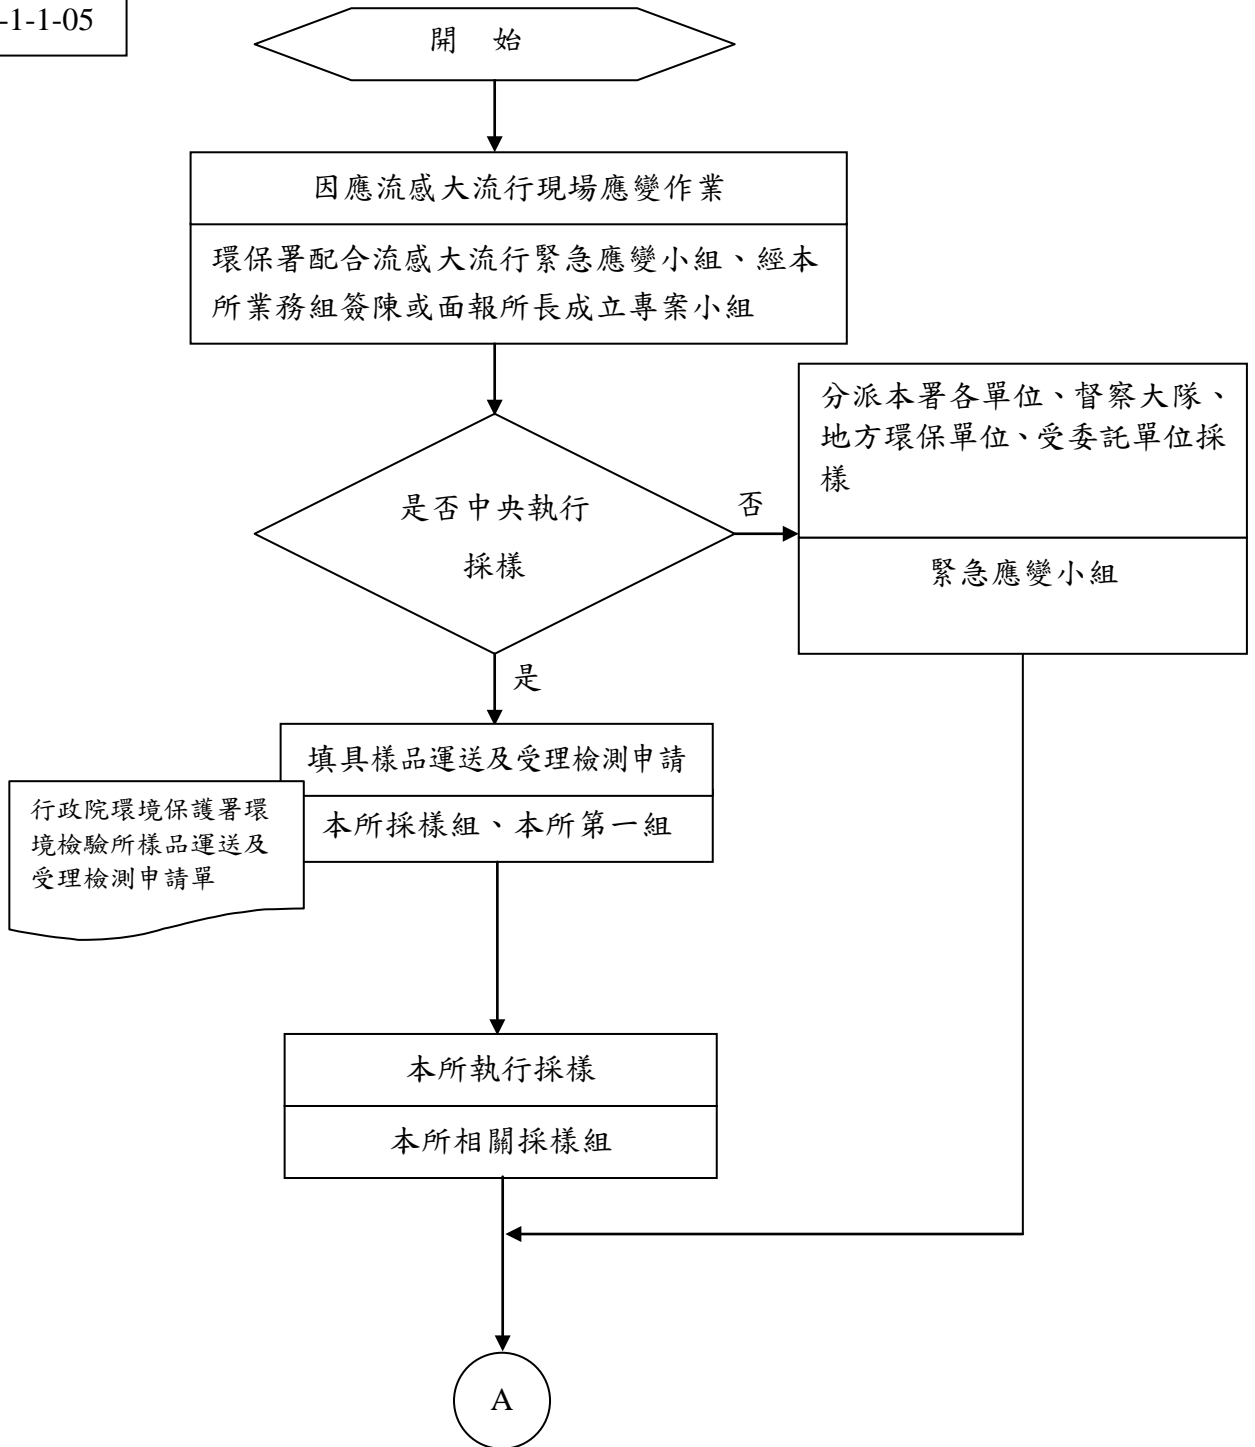 -1-1-05
開 始
因應流感大流行現場應變作業
環保署配合流感大流行緊急應變小組、經本
所業務組簽陳或面報所長成立專案小組
是否中央執行
採樣
否
分派本署各單位、督察大隊、
地方環保單位、受委託單位採
樣
緊急應變小組
是
填具樣品運送及受理檢測申請
本所採樣組、本所第一組
行政院環境保護署環
境檢驗所樣品運送及
受理檢測申請單
本所執行採樣
本所相關採樣組
A